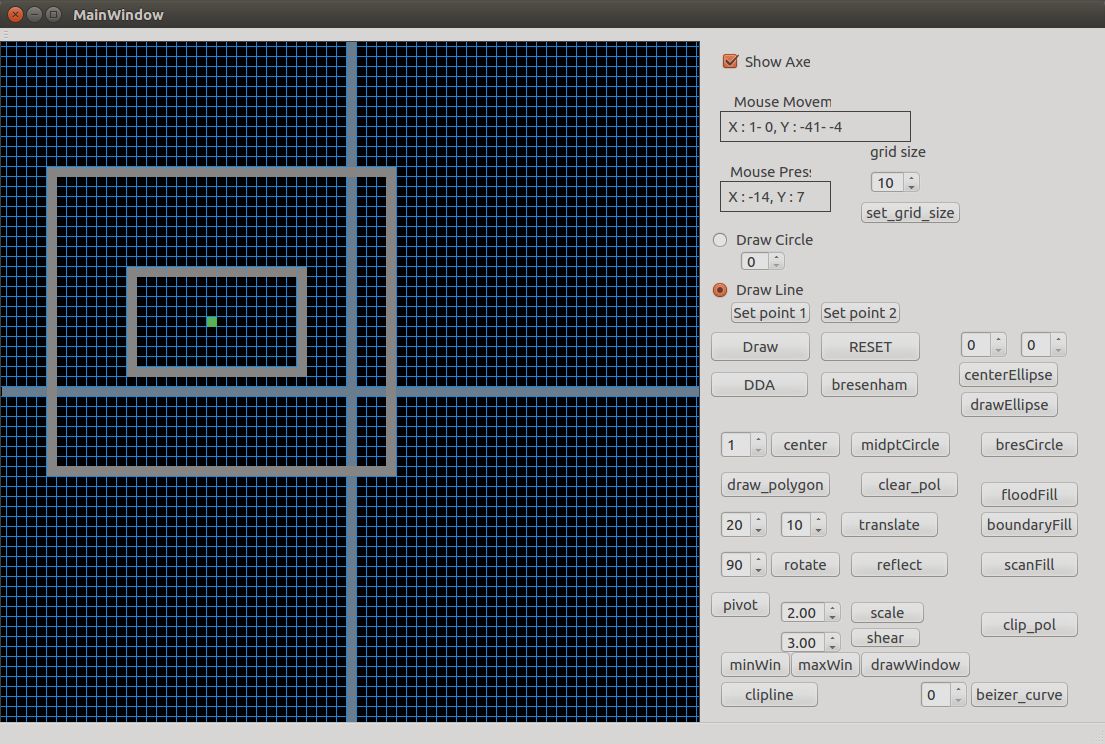 MainWindow
Show Axe
Mouse Movem
X : 1- 0, Y : -41- -4
grid size
Mouse Pres
10
X : -14, Y : 7
set_grid_size
Draw Circle
0
Draw Line
Set point 1 Set point 2
Draw RESET 0 0
centerEllipse
DDA bresenham
drawEllipse
1 center midptCircle bresCircle
draw_polygon clear_pol
floodFill
20 10 translate boundaryFill
90 rotate reflect scanFill
pivot
2.00 scale
clip_pol
3.00 shear
minWin maxWin drawWindow
clipline 0 beizer_curve